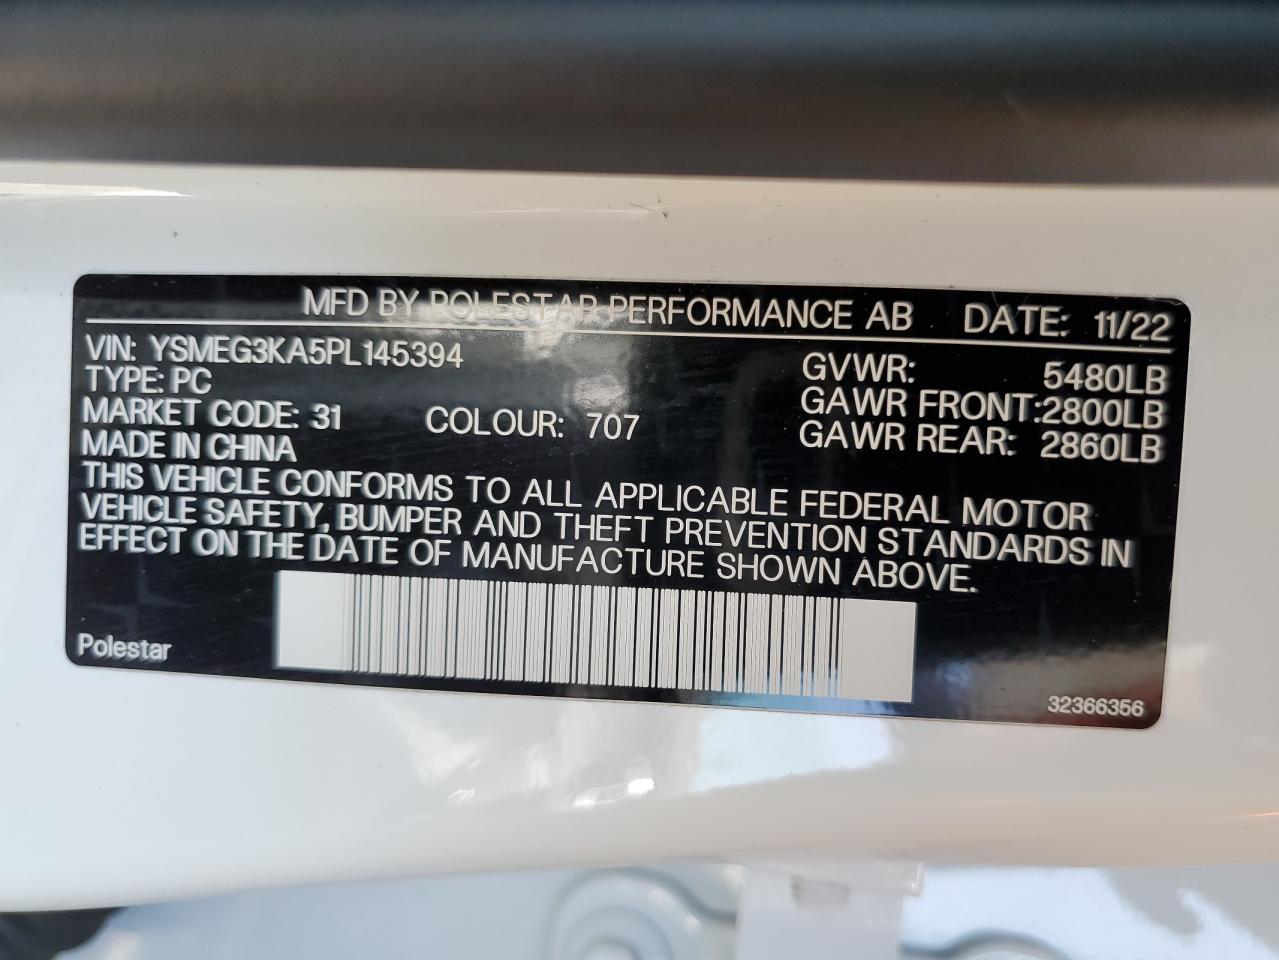 MFD BY POLESTAR PERFORMANCE AB DATE: 11/22
VIN: YSMEG3KA5PL145394
GVWR: 5480LB
TYPE: PC
GAWR FRONT: 2800LB
MARKET CODE: 31 COLOUR: 707
GAWR REAR: 2860LB
MADE IN CHINA
THIS VEHICLE CONFORMS TO ALL APPLICABLE FEDERAL MOTOR
VEHICLE SAFETY, BUMPER AND THEFT PREVENTION STANDARDS IN
EFFECT ON THE DATE OF MANUFACTURE SHOWN ABOVE.
Polestar
32366356